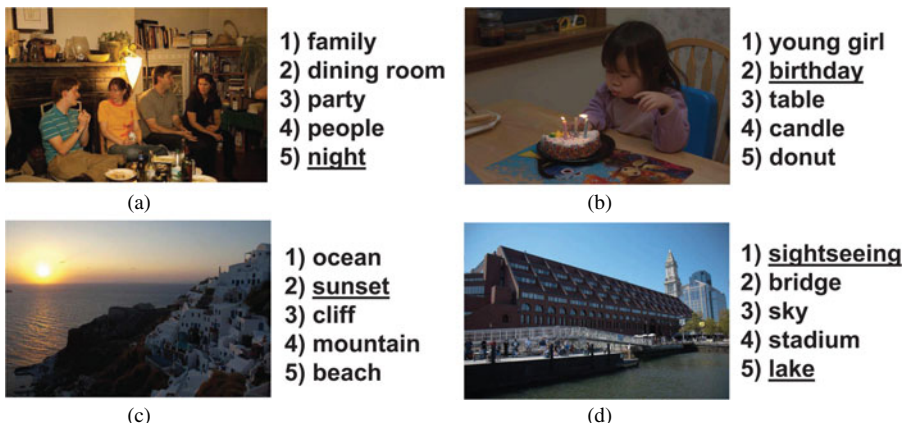 1) family
2) dining room
3) party
4) people
5) night
(a)
1) young girl
2) birthday
3) table
4) candle
5) donut
(b)
1) ocean
2) sunset
3) cliff
4) mountain
5) beach
(c)
1) sightseeing
2) bridge
3) sky
4) stadium
5) lake
(d)